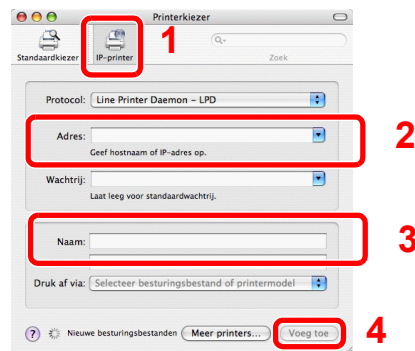 Printerkiezer
1
Standaardkiezer
IP-printer
Zoek
Protocol: Line Printer Daemon – LPD
Adres:
2
Geef hostnaam of IP-adres op.
Wachtrij:
Laat leeg voor standaardwachtrij.
Naam:
3
Druk af via: Selecteer besturingsbestand of printermodel
? Nieuwe besturingsbestanden Meer printers... Voeg toe
4